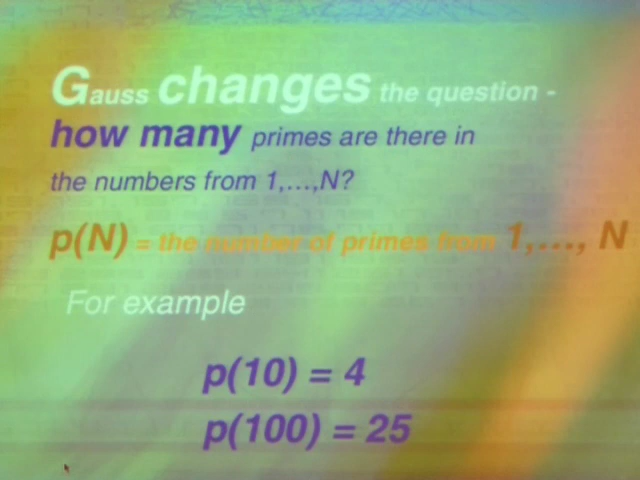 Gauss changes the question -
how many primes are there in
the numbers from 1,...,N?
p(N) = the number of primes from 1,..., N
For example
p(10) = 4
p(100) = 25